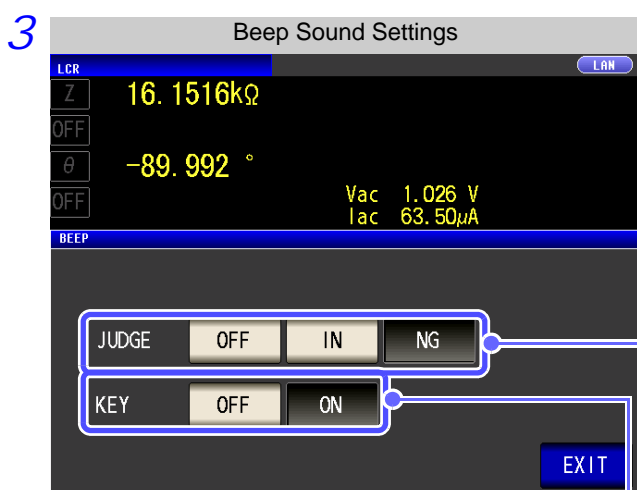 3
Beep Sound Settings
LCR LAN
Z 16.1516kΩ
OFF
θ -89.992 °
OFF Vac 1.026 V
Iac 63.50μA
BEEP
JUDGE OFF IN NG
KEY OFF ON
EXIT